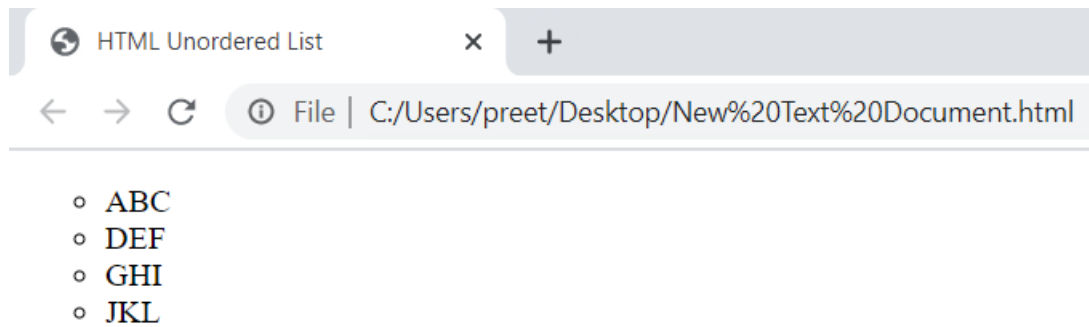 HTML Unordered List
File | C:/Users/preet/Desktop/New%20Text%20Document.html
ABC
DEF
GHI
JKL